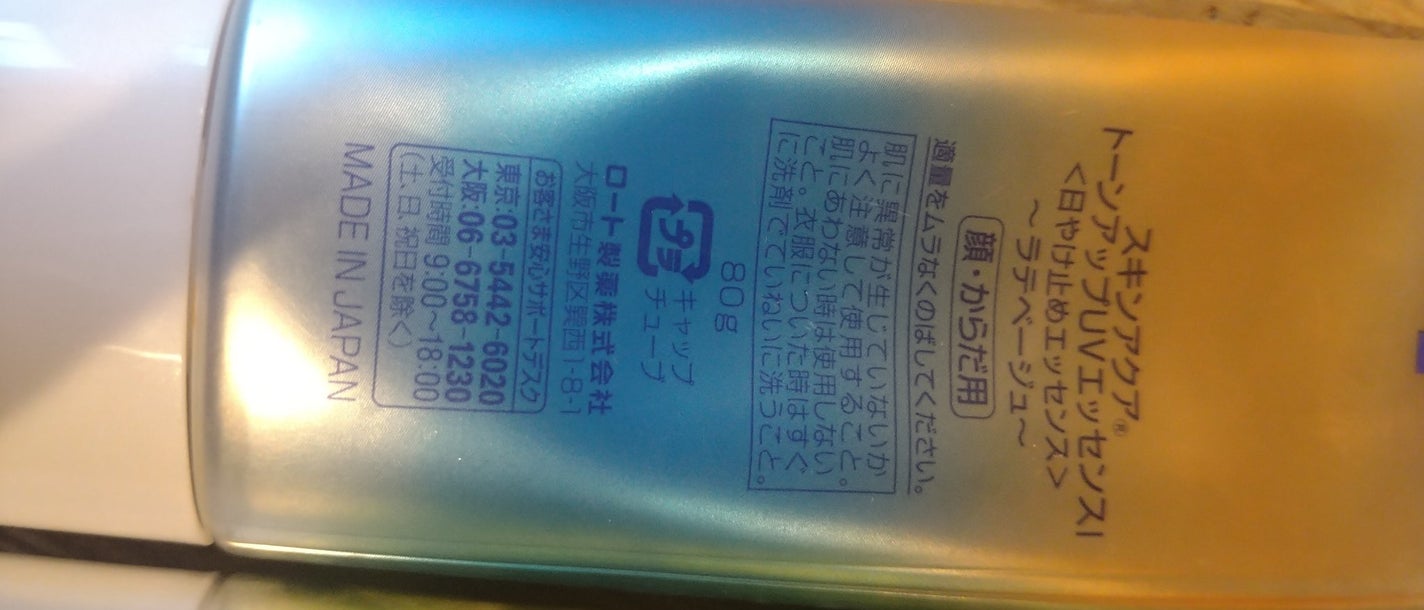 スキンアクア®
トーンアップUVエッセンスI
<日やけ止めエッセンス>
～ラテベージュ～
顔・からだ用
適量をムラなくのばしてください。
肌に異常が生じていないか
よく注意して使用すること。
肌にあわない時は使用しない
こと。衣服についた時はすぐ
に洗剤でていねいに洗うこと。
80g
プラ
キャップ
チューブ
ロート製薬株式会社
大阪市生野区巽西1-8-1
お客さま安心サポートデスク
東京:03-5442-6020
大阪:06-6758-1230
受付時間 9:00～18:00
(土、日、祝日を除く)
MADE IN JAPAN